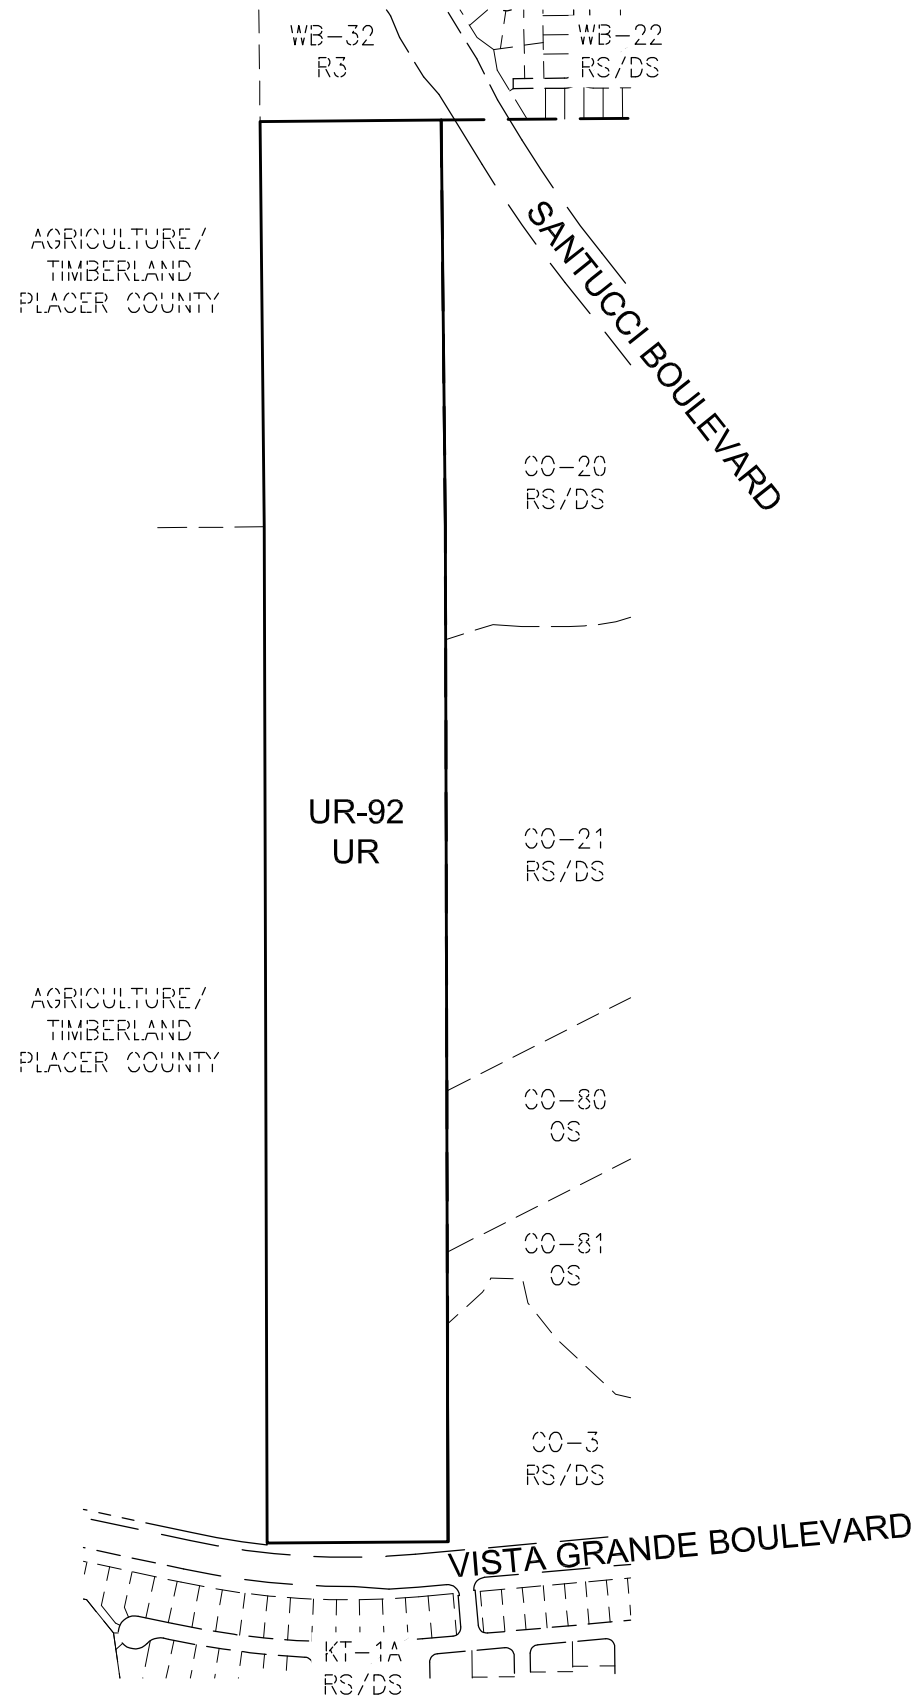 WB-32
R3
WB-22
RS/DS
SANTUCCI BOULEVARD
AGRICULTURE/
TIMBERLAND
PLACER COUNTY
CO-20
RS/DS
UR-92
UR
CO-21
RS/DS
AGRICULTURE/
TIMBERLAND
PLACER COUNTY
CO-80
OS
CO-81
OS
CO-3
RS/DS
VISTA GRANDE BOULEVARD
KT-1A
RS/DS